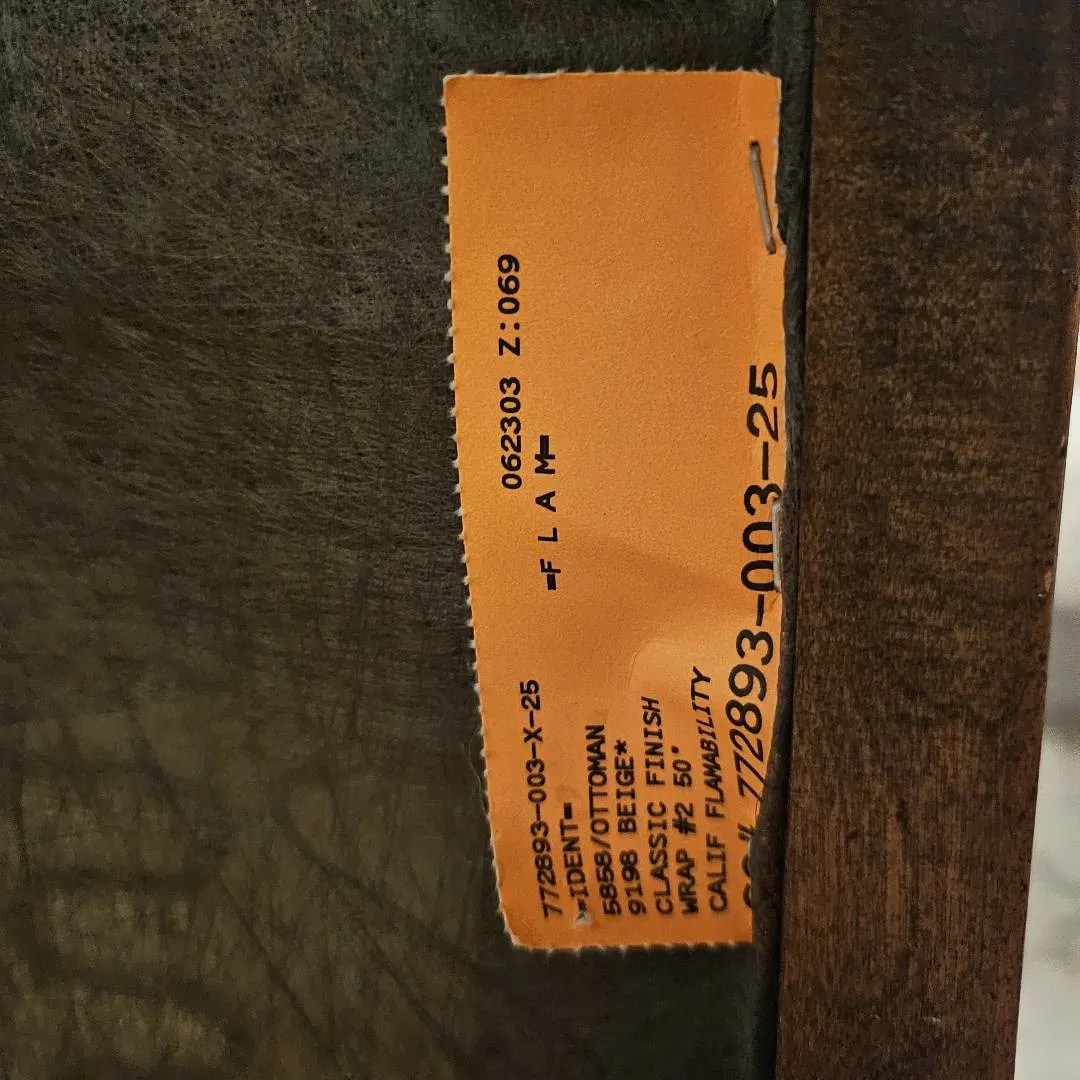 062303 Z:069
=F L A M=
772893-003-X-25
=IDENT=
5858/OTTOMAN
9198 BEIGE*
CLASSIC FINISH
WRAP #2 50"
CALIF FLAMABILITY
772893-003-25